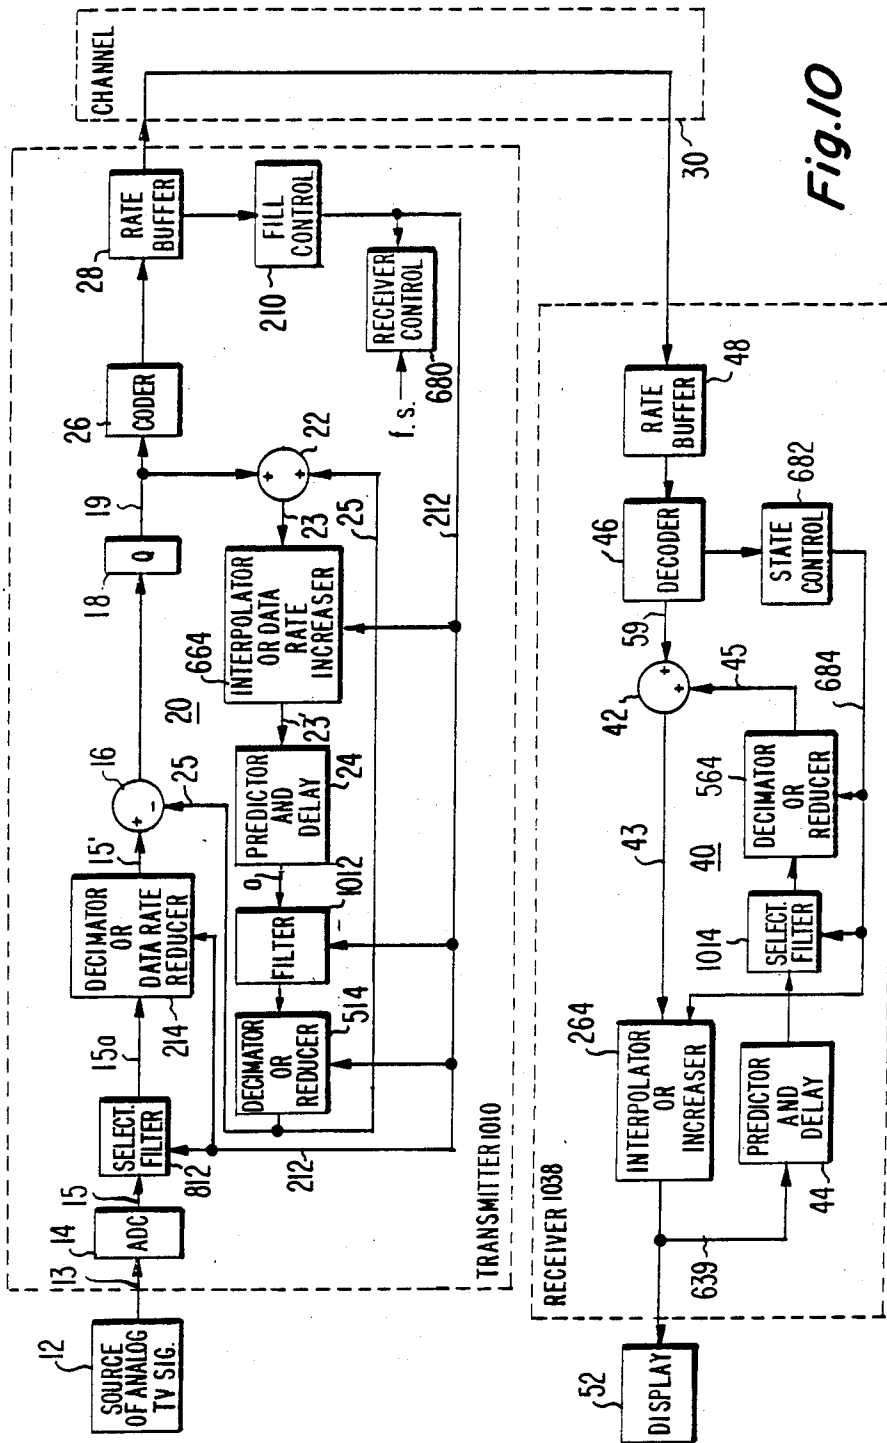 12
SOURCE
OF ANALOG
TV SIG.
13
14
ADC
15
SELECT.
FILTER
812
15a
DECIMATOR
OR
DATA RATE
REDUCER
214
15'
16
+
−
25
18
Q
19
26
CODER
28
RATE
BUFFER
CHANNEL
30
210
FILL
CONTROL
RECEIVER
CONTROL
680
f.s.
22
+
+
23
25
212
664
INTERPOLATOR
OR DATA
RATE
INCREASER
20
23'
PREDICTOR
AND
DELAY
24
a
1012
FILTER
DECIMATOR
OR
REDUCER
514
212
TRANSMITTER 1010
RECEIVER 1038
RATE
BUFFER
48
46
DECODER
59
682
STATE
CONTROL
684
42
+
+
45
43
564
DECIMATOR
OR
REDUCER
40
1014
SELECT.
FILTER
264
INTERPOLATOR
OR
INCREASER
PREDICTOR
AND
DELAY
44
639
52
DISPLAY
Fig.10